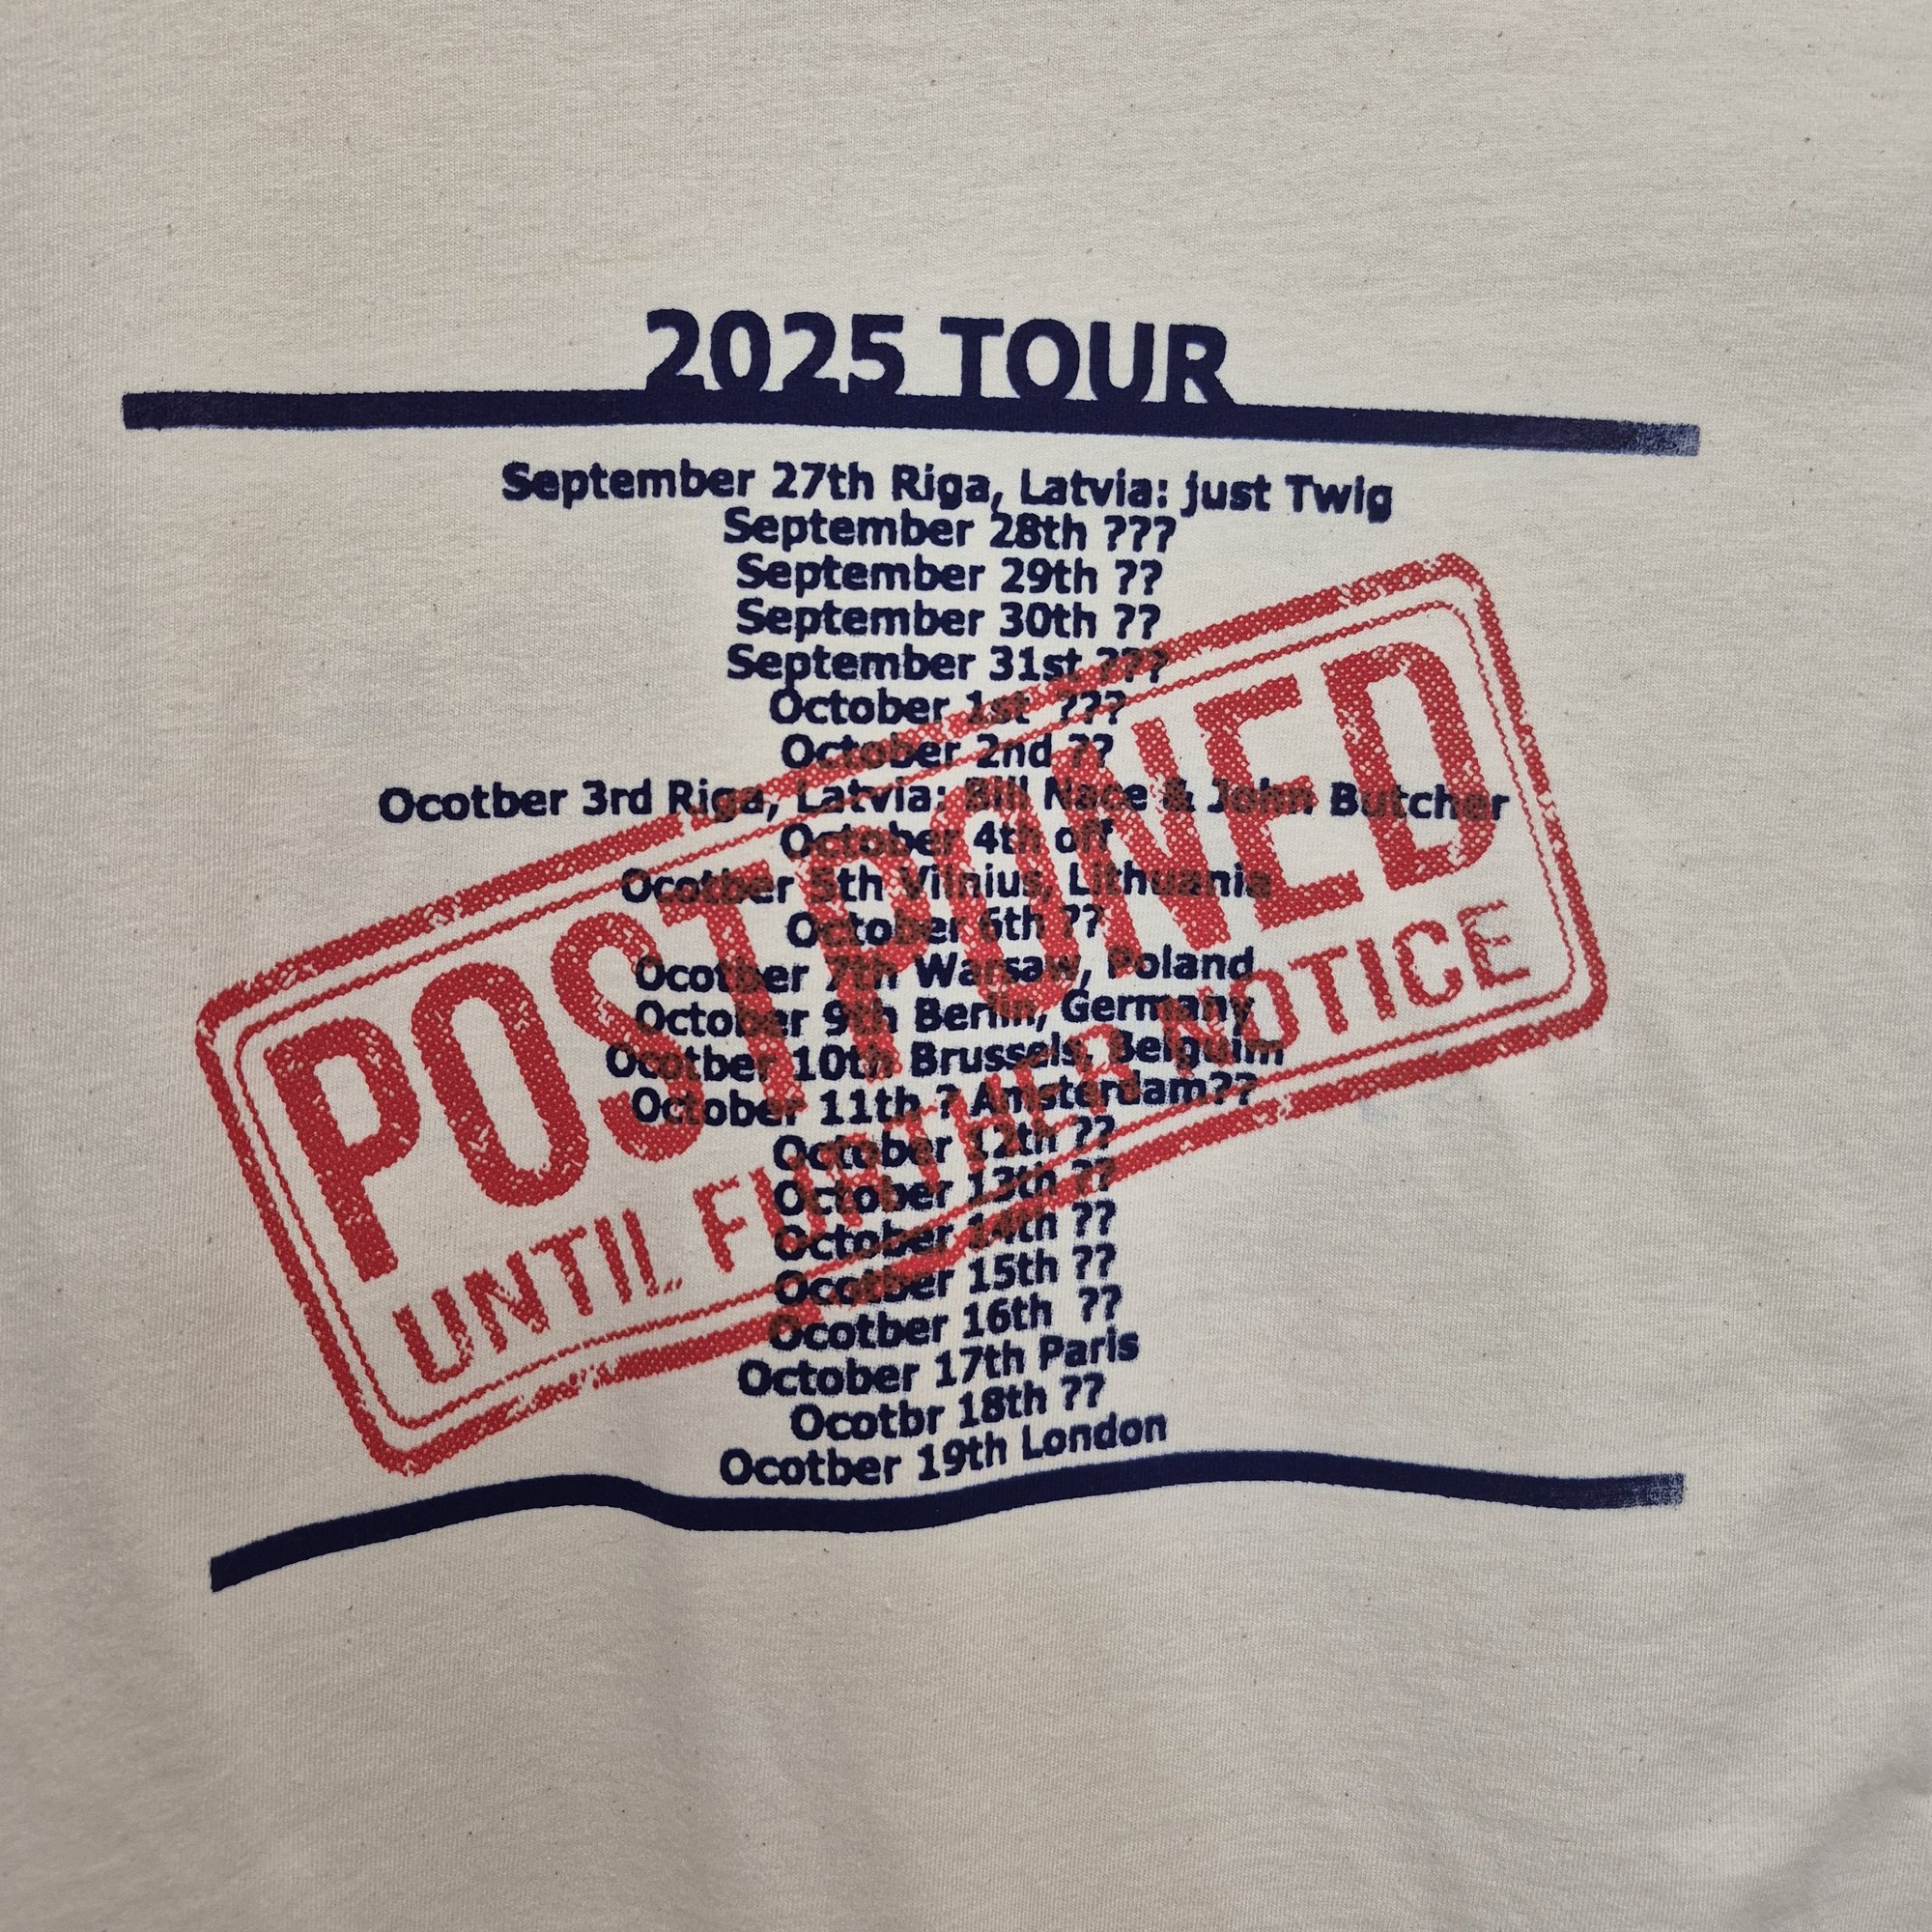 2025 TOUR
September 27th Riga, Latvia: just Twig
September 28th ???
September 29th ??
September 30th ??
September 31st ???
October 1st ???
October 2nd ??
Ocotber 3rd Riga, Latvia: Bill Nace & John Butcher
October 4th off
Ocotber 5th Vilnius, Lithuania
October 6th ??
Ocotber 7th Warsaw, Poland
October 9th Berlin, Germany
Ocotber 10th Brussels, Belguim
October 11th ? Amsterdam??
October 12th ??
October 13th ??
October 14th ??
Ocotber 15th ??
Ocotber 16th ??
October 17th Paris
Ocotbr 18th ??
Ocotber 19th London
POSTPONED
UNTIL FURTHER NOTICE